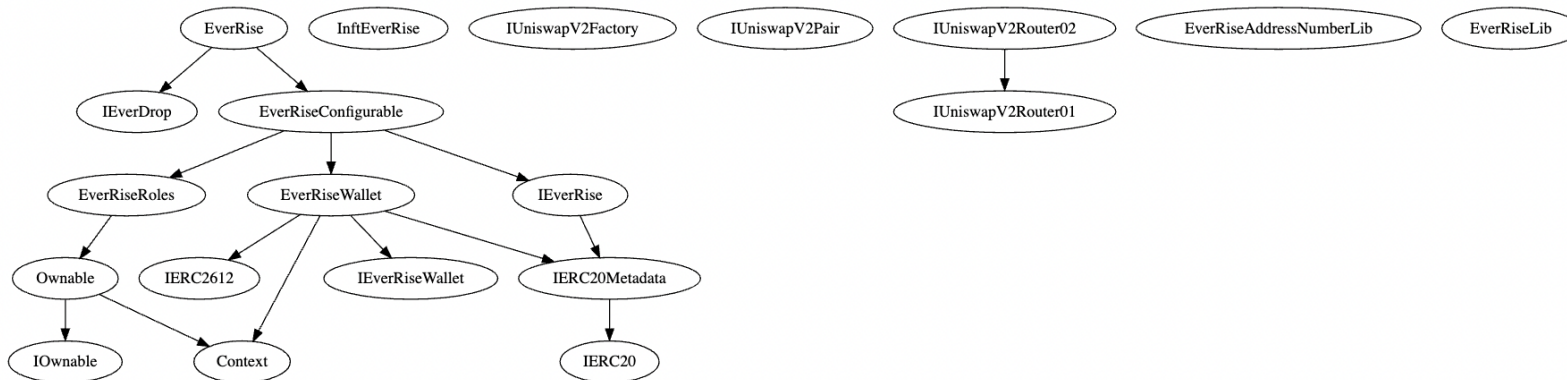 EverRise
InftEverRise
IUniswapV2Factory
IUniswapV2Pair
IUniswapV2Router02
EverRiseAddressNumberLib
EverRiseLib
IEverDrop
EverRiseConfigurable
IUniswapV2Router01
EverRiseRoles
EverRiseWallet
IEverRise
Ownable
IERC2612
IEverRiseWallet
IERC20Metadata
IOwnable
Context
IERC20